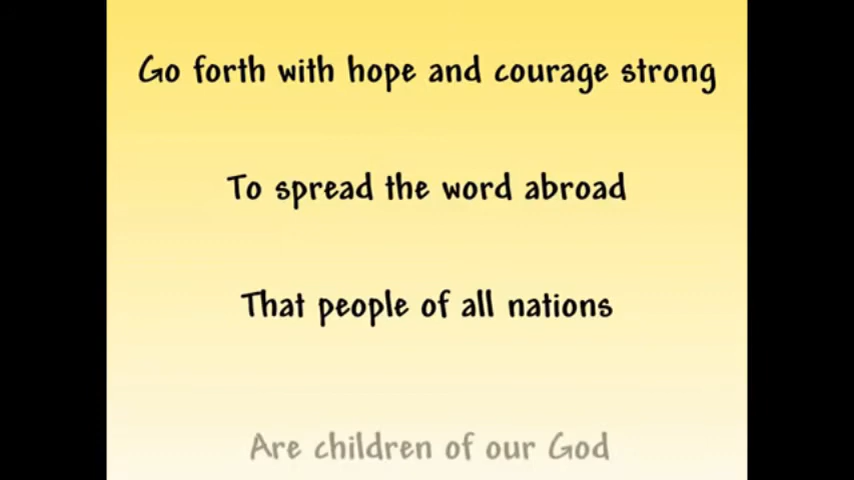 Go forth with hope and courage strong
To spread the word abroad
That people of all nations
Are children of our God